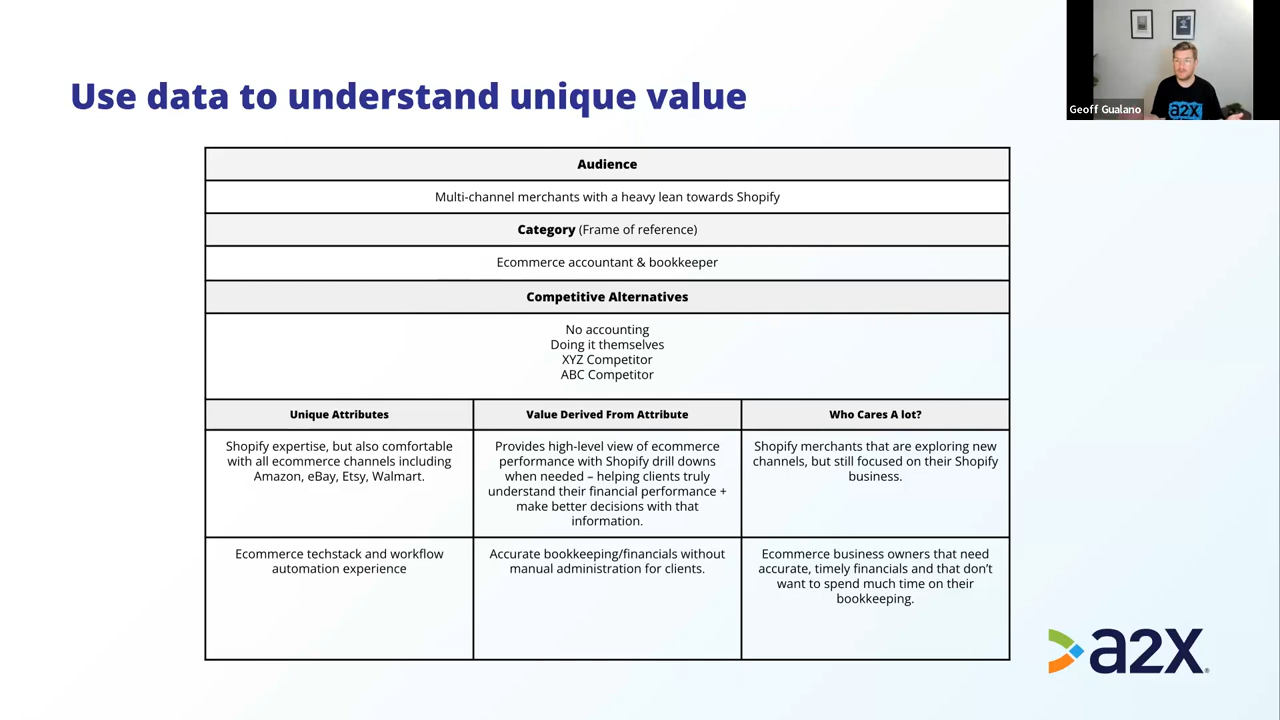 Geoff Gualano
a2X
Use data to understand unique value
Audience
Multi-channel merchants with a heavy lean towards Shopify
Category (Frame of reference)
Ecommerce accountant & bookkeeper
Competitive Alternatives
No accounting
Doing it themselves
XYZ Competitor
ABC Competitor
Unique Attributes
Value Derived From Attribute
Who Cares A lot?
Shopify expertise, but also comfortable
with all ecommerce channels including
Amazon, eBay, Etsy, Walmart.
Provides high-level view of ecommerce
performance with Shopify drill downs
when needed – helping clients truly
understand their financial performance +
make better decisions with that
information.
Shopify merchants that are exploring new
channels, but still focused on their Shopify
business.
Ecommerce techstack and workflow
automation experience
Accurate bookkeeping/financials without
manual administration for clients.
Ecommerce business owners that need
accurate, timely financials and that don’t
want to spend much time on their
bookkeeping.
a2X®